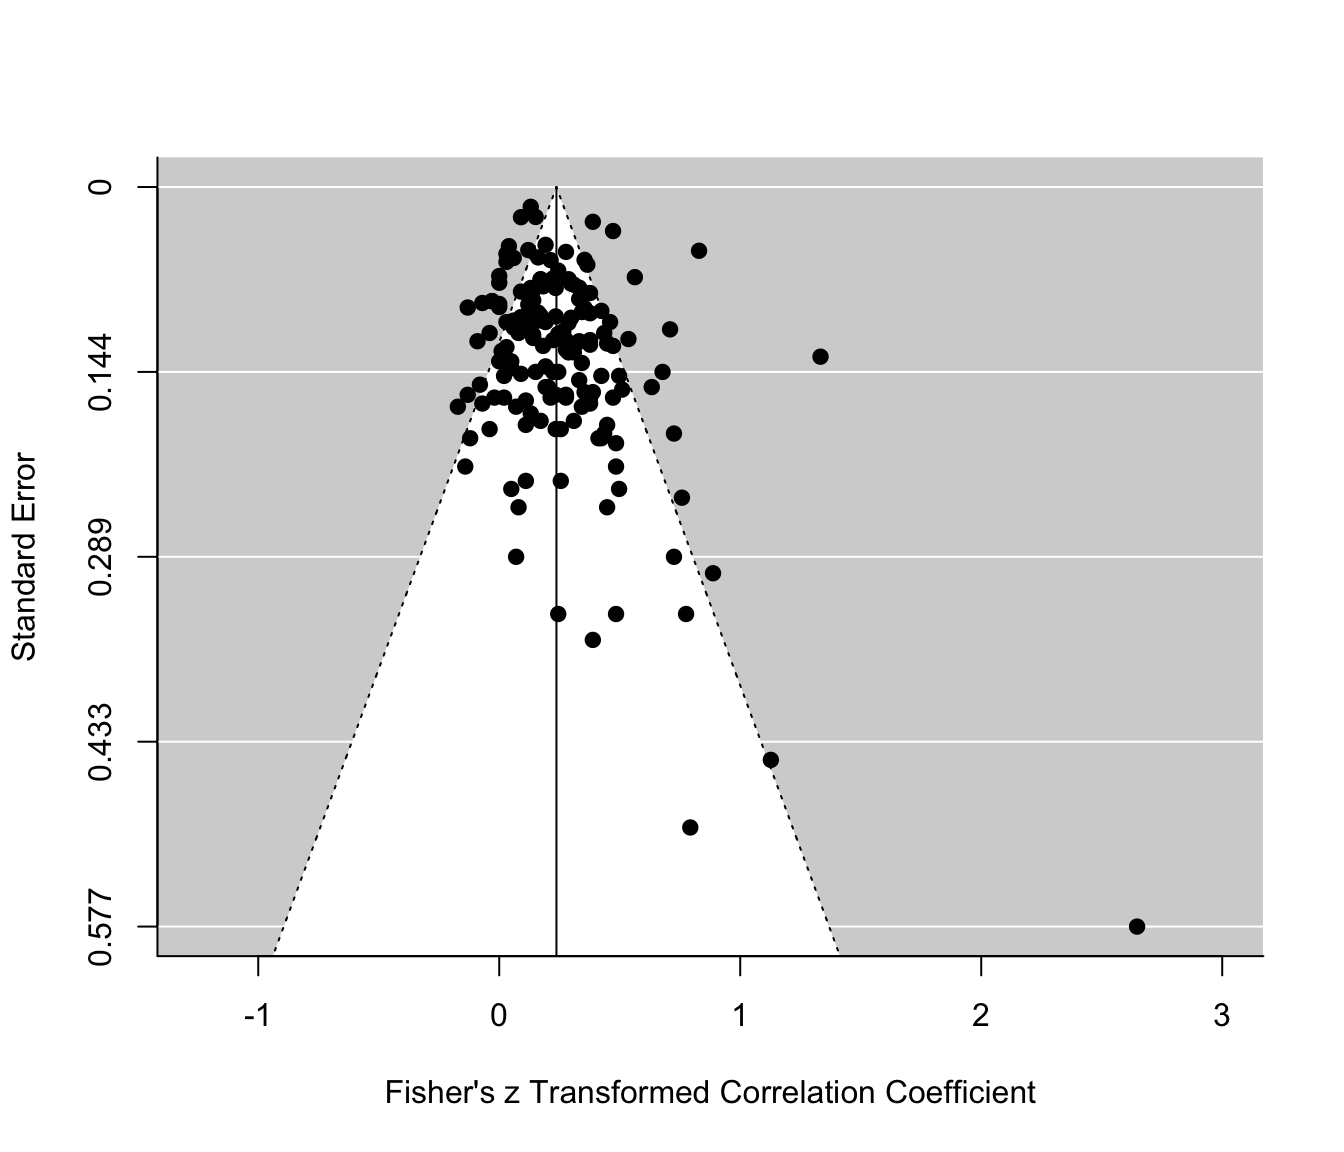 0
0.144
0.289
0.433
0.577
Standard Error
-1 0 1 2 3
Fisher's z Transformed Correlation Coefficient